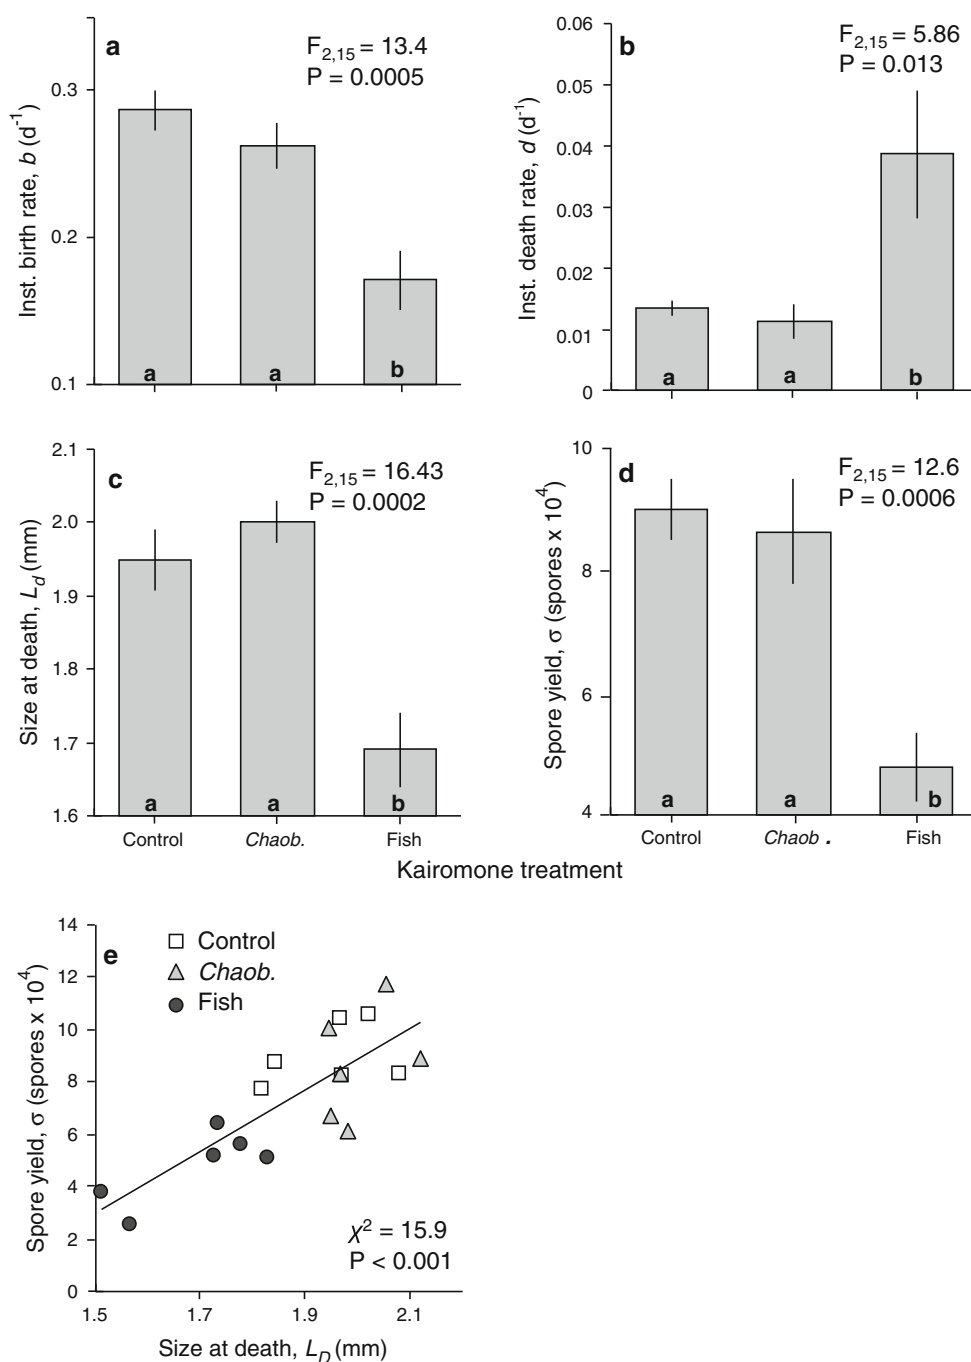 a
F2,15 = 13.4
P = 0.0005
Inst. birth rate, b (d-1)
0.3
0.2
0.1
a
a
b
b
F2,15 = 5.86
P = 0.013
Inst. death rate, d (d-1)
0.06
0.05
0.04
0.03
0.02
0.01
0
a
a
b
c
F2,15 = 16.43
P = 0.0002
Size at death, Ld (mm)
2.1
2.0
1.9
1.8
1.7
1.6
a
a
b
Control
Chaob.
Fish
d
F2,15 = 12.6
P = 0.0006
Spore yield, σ (spores x 10^4)
10
8
6
4
a
a
b
Control
Chaob .
Fish
Kairomone treatment
e
Control
Chaob.
Fish
Spore yield, σ (spores x 10^4)
14
12
10
8
6
4
2
0
χ2 = 15.9
P < 0.001
1.5
1.7
1.9
2.1
Size at death, LD (mm)